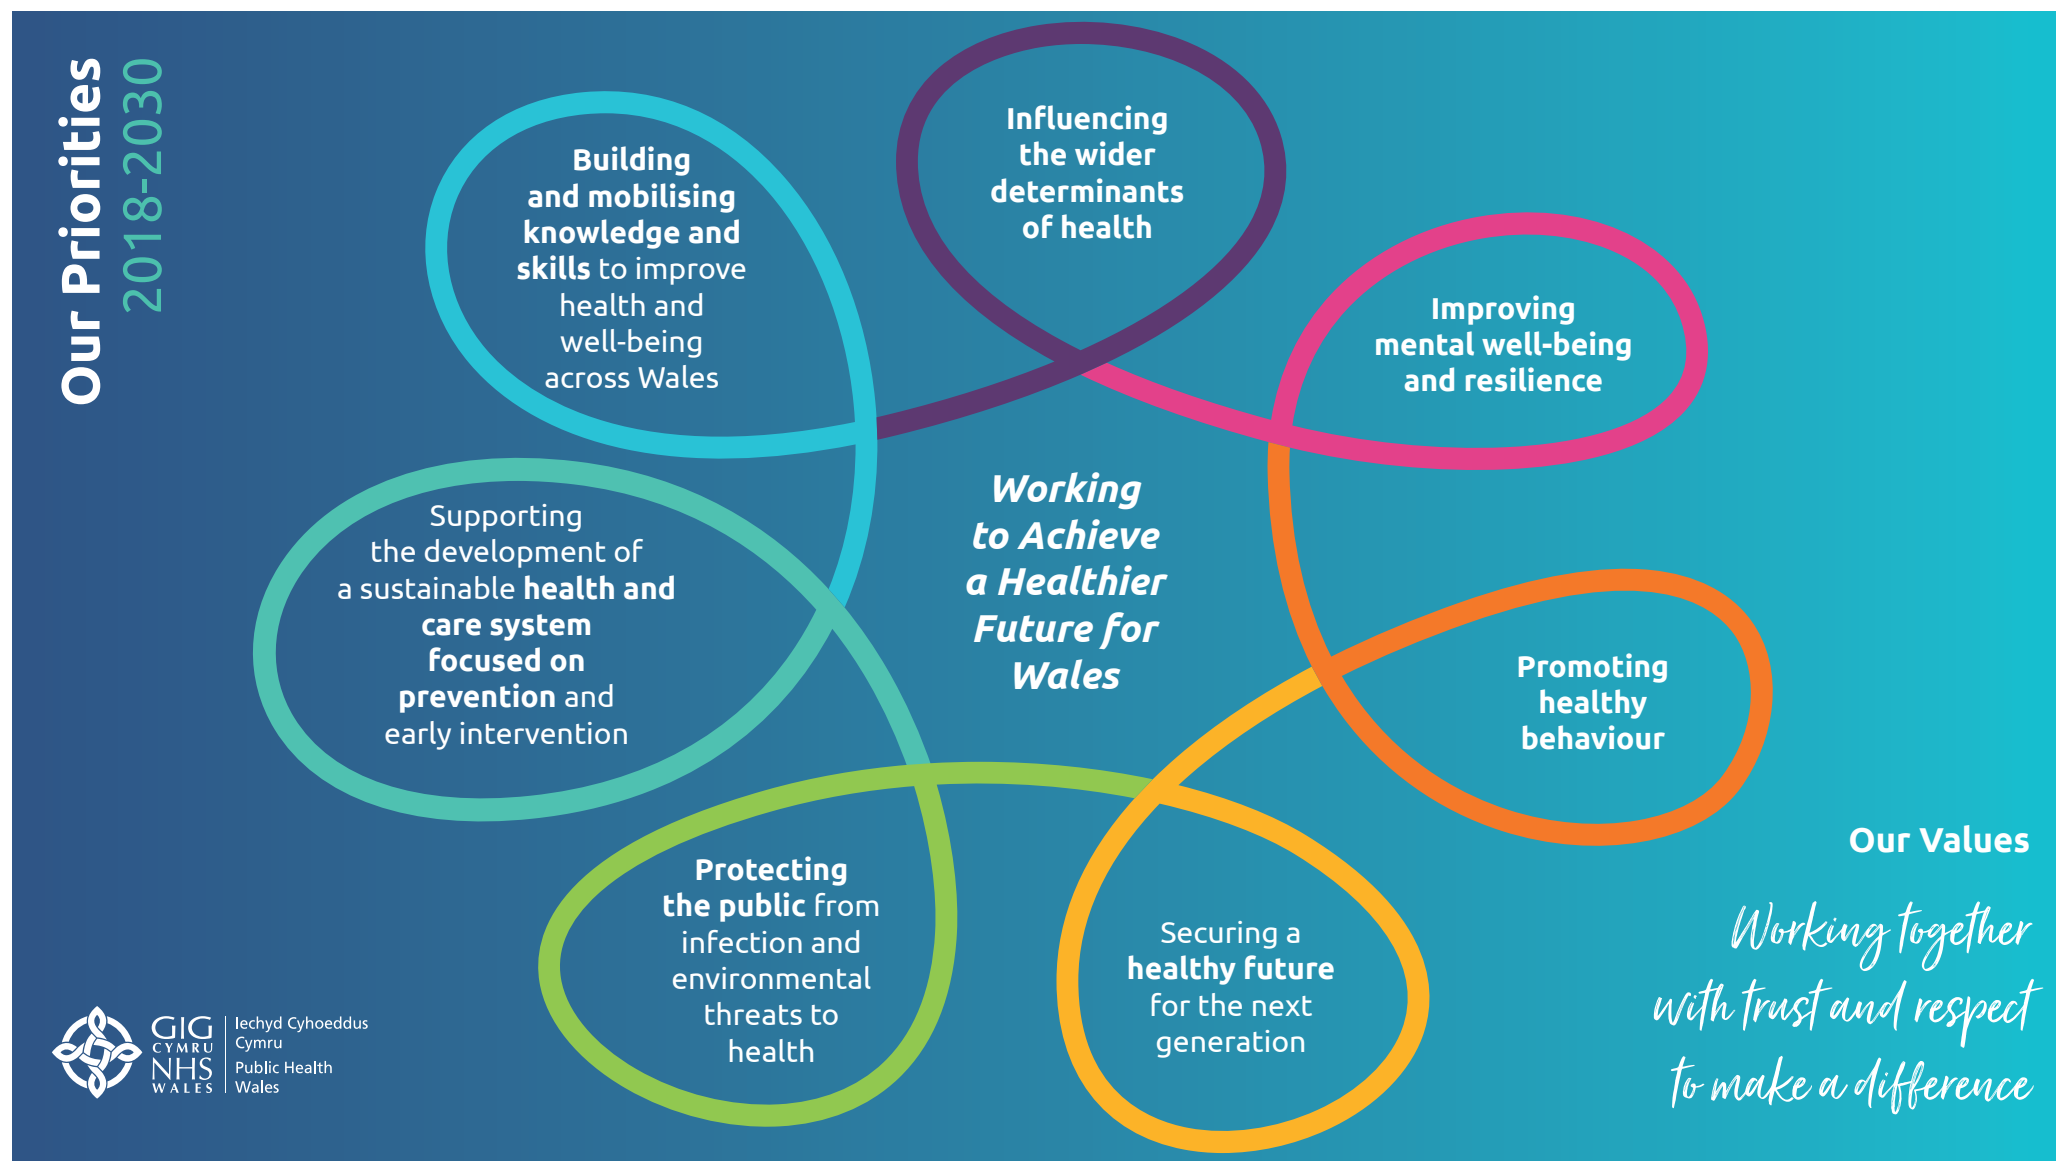 Our Priorities
2018-2030
Influencing
the wider
determinants
of health
Improving
mental well-being
and resilience
Promoting
healthy
behaviour
Securing a
healthy future
for the next
generation
Protecting
the public from
infection and
environmental
threats to
health
Supporting
the development of
a sustainable health and
care system
focused on
prevention and
early intervention
Building
and mobilising
knowledge and
skills to improve
health and
well-being
across Wales
Working
to Achieve
a Healthier
Future for
Wales
Our Values
Working together
with trust and respect
to make a difference
GIG
CYMRU
NHS
WALES
Iechyd Cyhoeddus
Cymru
Public Health
Wales